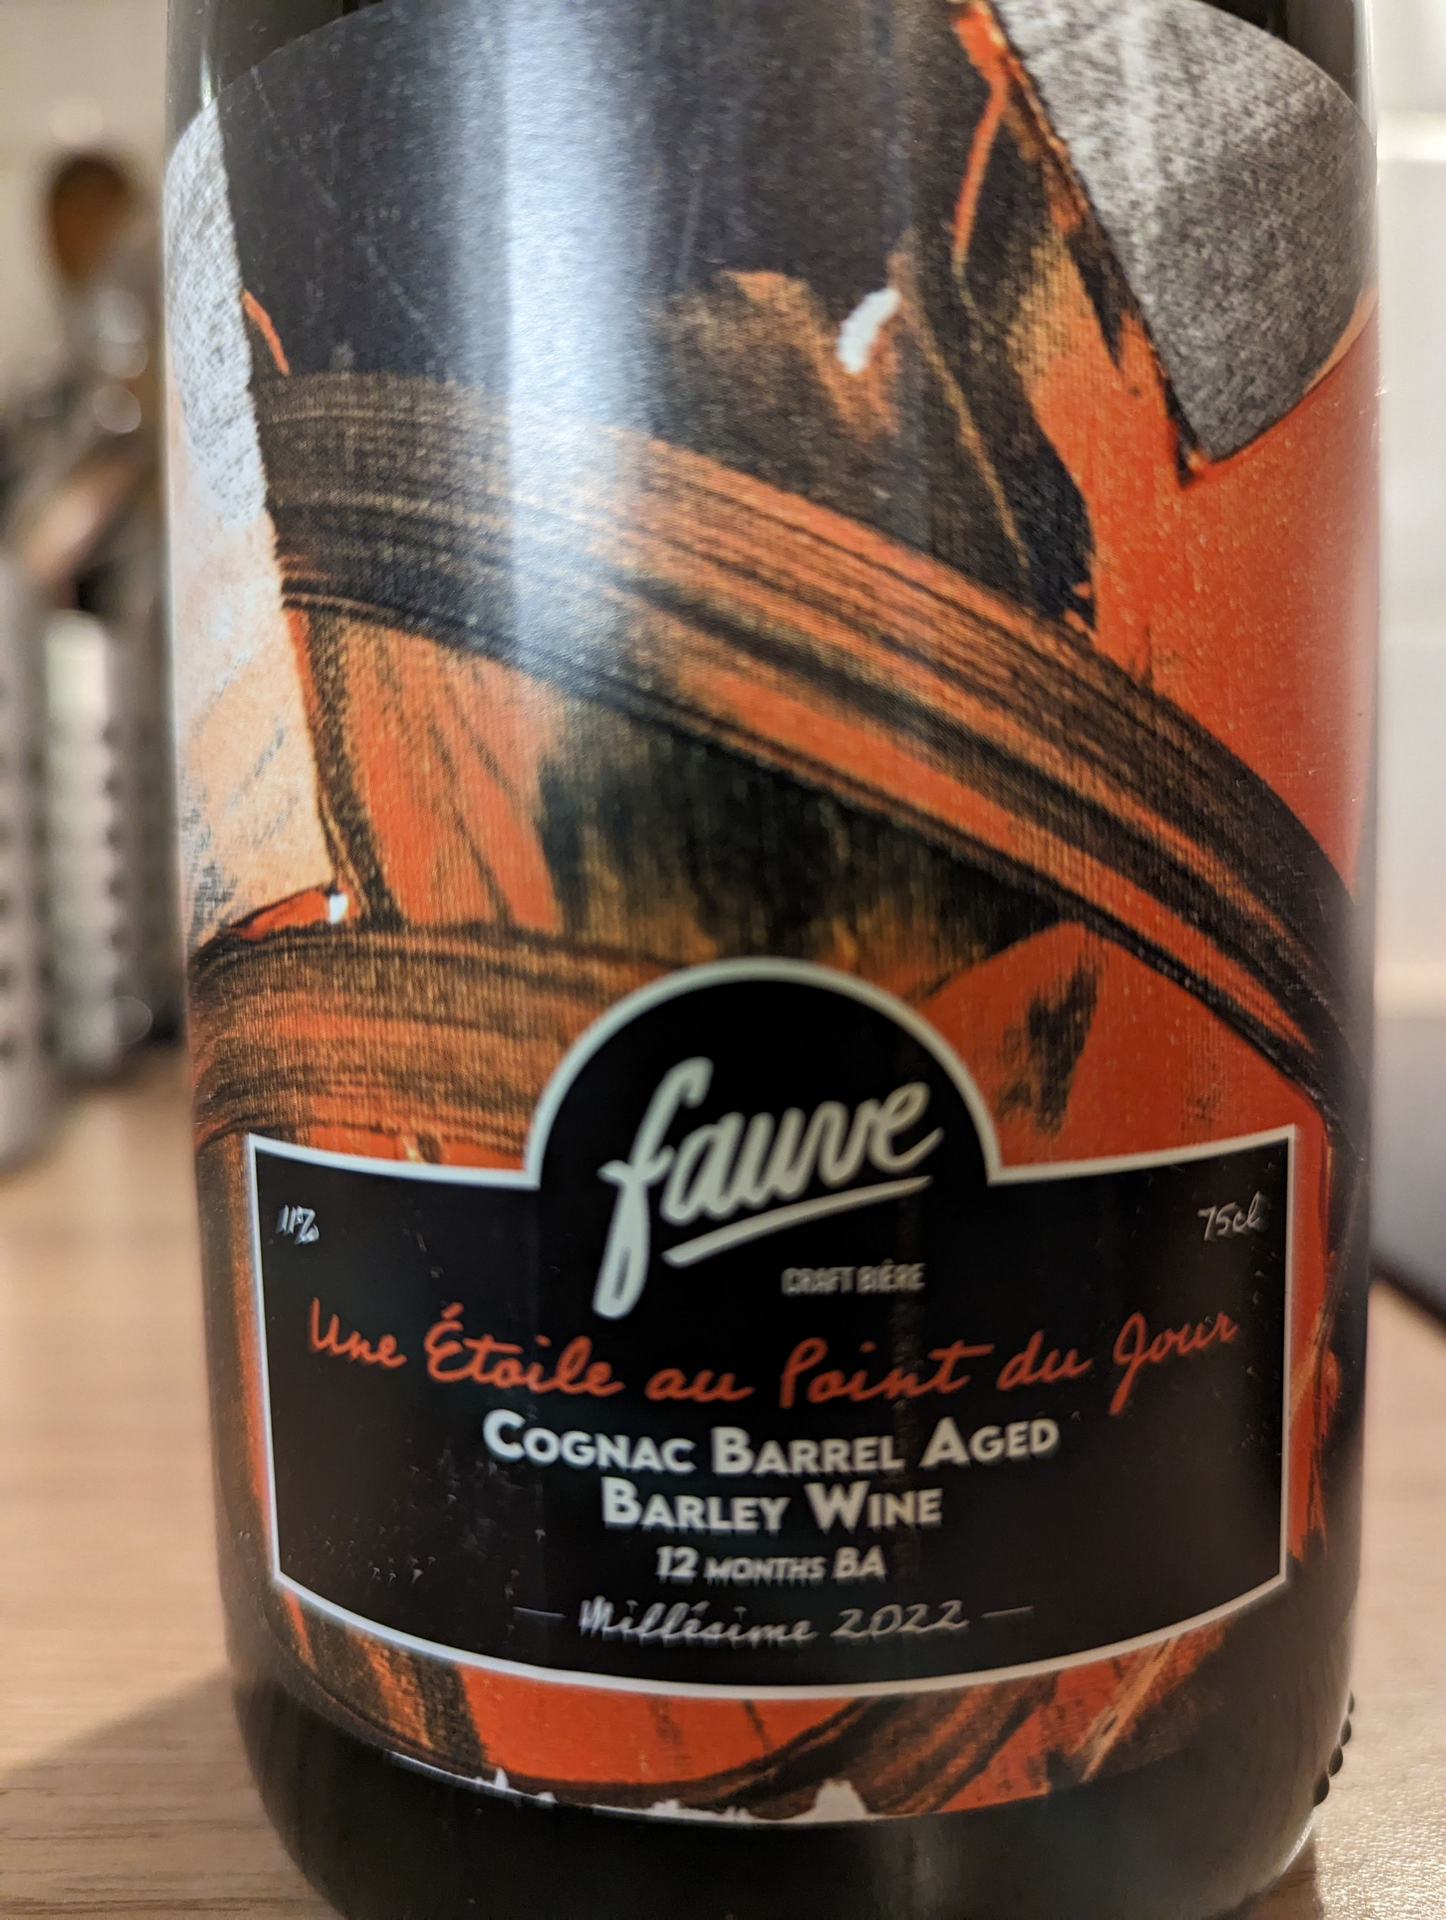 fauve
11%
75cl
CRAFT BIÈRE
Une Étoile au Point du Jour
COGNAC BARREL AGED
BARLEY WINE
12 MONTHS BA
Millésime 2022